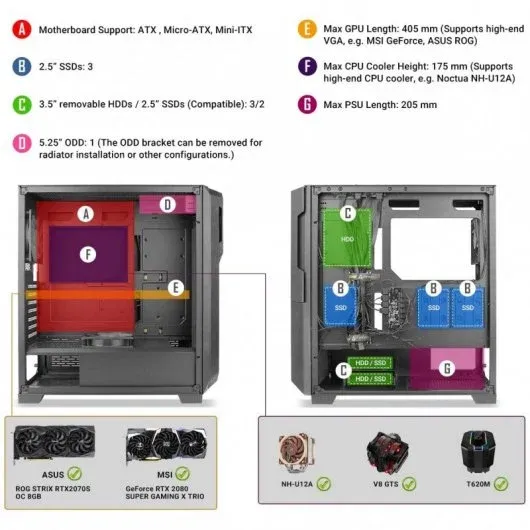 A Motherboard Support: ATX , Micro-ATX, Mini-ITX
B 2.5” SSDs: 3
C 3.5” removable HDDs / 2.5” SSDs (Compatible): 3/2
D 5.25” ODD: 1 (The ODD bracket can be removed for
radiator installation or other configurations.)
E Max GPU Length: 405 mm (Supports high-end
VGA, e.g. MSI GeForce, ASUS ROG)
F Max CPU Cooler Height: 175 mm (Supports
high-end CPU cooler, e.g. Noctua NH-U12A)
G Max PSU Length: 205 mm
A
D
F
E
C
HDD
B
SSD
B
SSD
B
SSD
C
HDD / SSD
HDD / SSD
G
ASUS
ROG STRIX RTX2070S
OC 8GB
MSI
GeForce RTX 2080
SUPER GAMING X TRIO
NH-U12A
V8 GTS
T620M